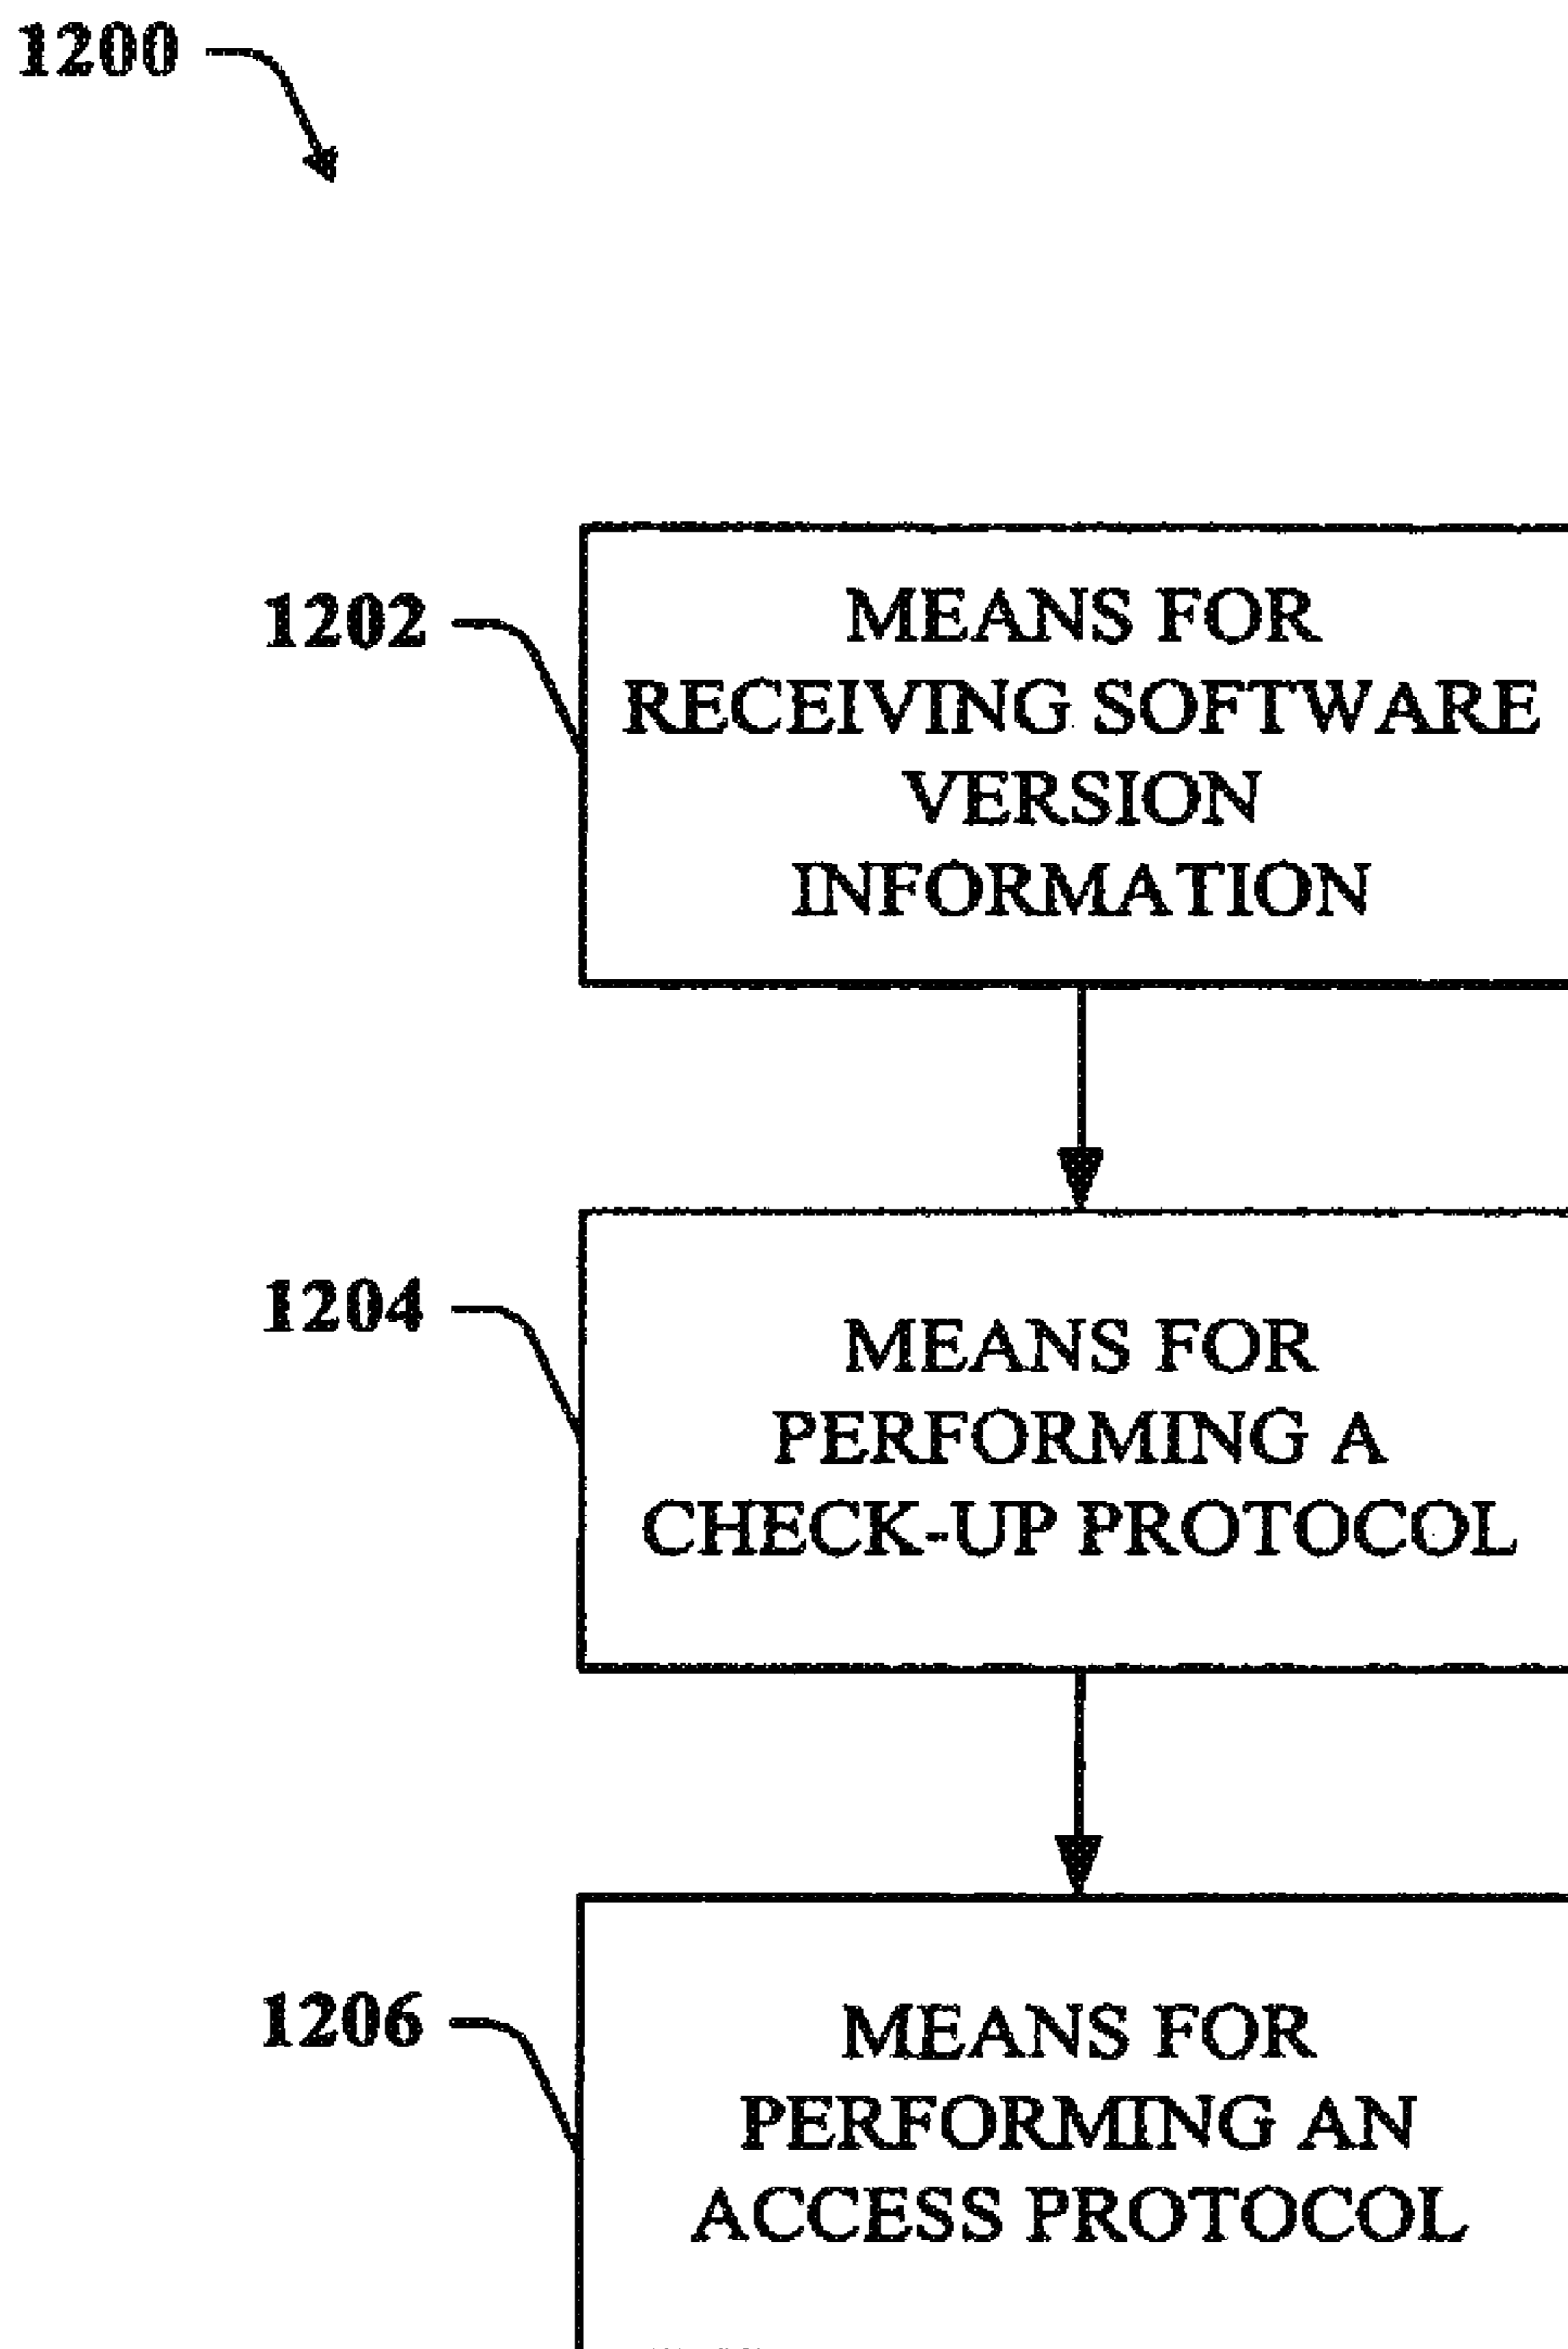 1200
1202
MEANS FOR
RECEIVING SOFTWARE
VERSION
INFORMATION
1204
MEANS FOR
PERFORMING A
CHECK-UP PROTOCOL
1206
MEANS FOR
PERFORMING AN
ACCESS PROTOCOL